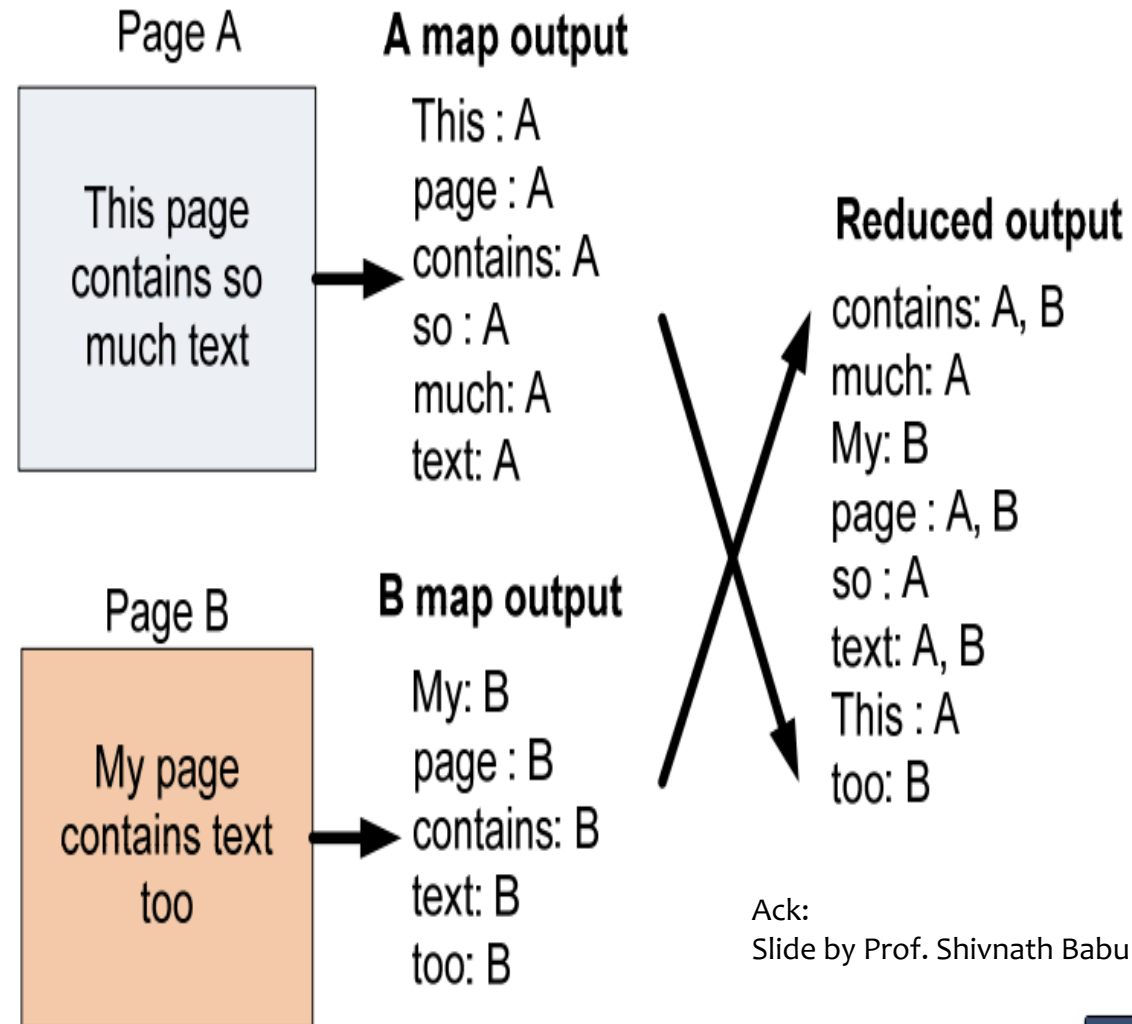 Page A
This page
contains so
much text
A map output
This : A
page : A
contains: A
so : A
much: A
text: A
Page B
My page
contains text
too
B map output
My: B
page : B
contains: B
text: B
too: B
Reduced output
contains: A, B
much: A
My: B
page : A, B
so : A
text: A, B
This : A
too: B
Ack:
Slide by Prof. Shivnath Babu